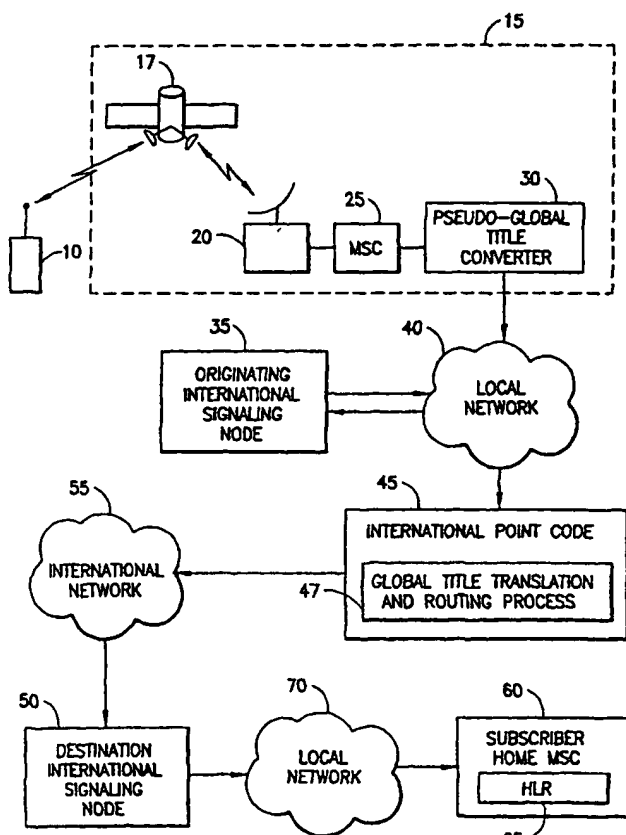 15
17
10
20
25
MSC
30
PSEUDO-GLOBAL
TITLE
CONVERTER
35
ORIGINATING
INTERNATIONAL
SIGNALING
NODE
40
LOCAL
NETWORK
45
INTERNATIONAL POINT CODE
47
GLOBAL TITLE TRANSLATION
AND ROUTING PROCESS
55
INTERNATIONAL
NETWORK
50
DESTINATION
INTERNATIONAL
SIGNALING
NODE
70
LOCAL
NETWORK
60
SUBSCRIBER
HOME MSC
HLR